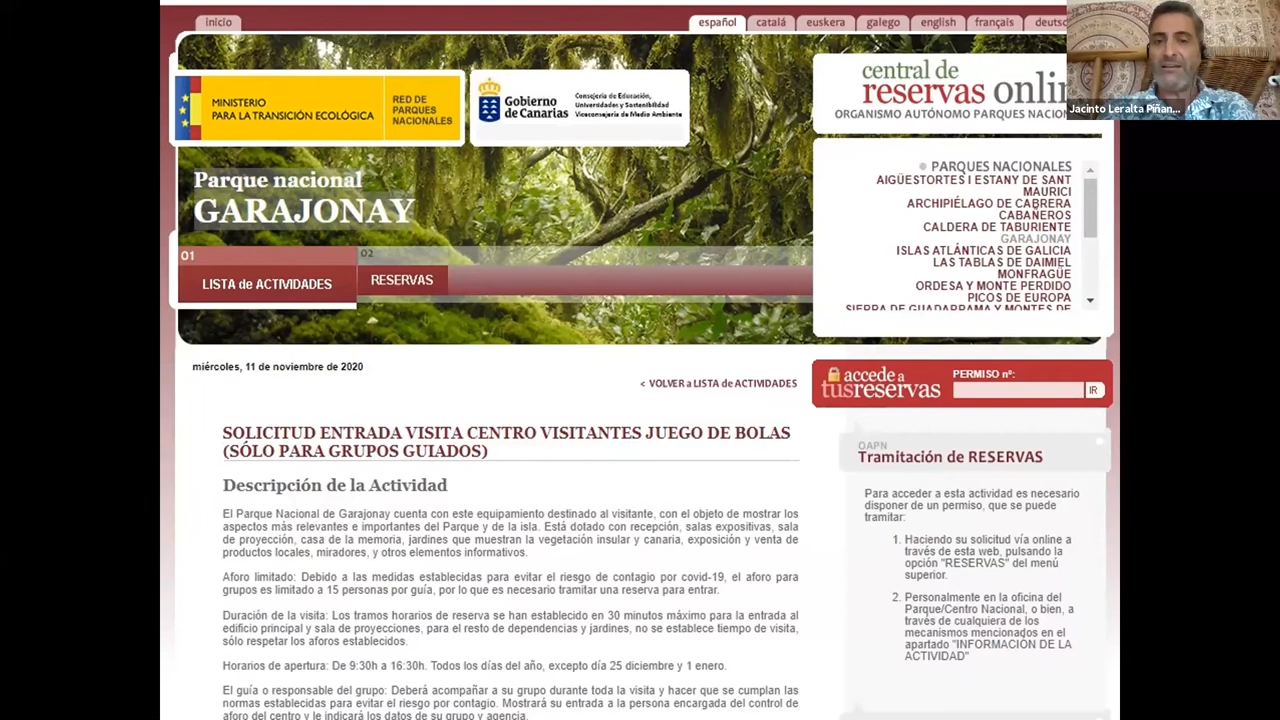 inicio
español
catalá
euskera
galego
english
français
MINISTERIO
PARA LA TRANSICIÓN ECOLÓGICA
RED DE
PARQUES
NACIONALES
Gobierno
de Canarias
Consejería de Educación,
Universidades y Sostenibilidad
Viceconsejería de Medio Ambiente
central de
reservas
ORGANISMO AUTÓNOMO PARQUES
Jacinto Leralta Piñan...
Parque nacional
GARAJONAY
01
LISTA de ACTIVIDADES
02
RESERVAS
PARQUES NACIONALES
AIGÜESTORTES I ESTANY DE SANT
MAURICI
ARCHIPIÉLAGO DE CABRERA
CABAÑEROS
CALDERA DE TABURIENTE
GARAJONAY
ISLAS ATLÁNTICAS DE GALICIA
LAS TABLAS DE DAIMIEL
MONFRAGÜE
ORDESA Y MONTE PERDIDO
PICOS DE EUROPA
SIERRA DE GUADARRAMA Y MONTES DE
miércoles, 11 de noviembre de 2020
< VOLVER a LISTA de ACTIVIDADES
accede a
tusreservas
PERMISO nº:
IR
SOLICITUD ENTRADA VISITA CENTRO VISITANTES JUEGO DE BOLAS
(SÓLO PARA GRUPOS GUIADOS)
Descripción de la Actividad
El Parque Nacional de Garajonay cuenta con este equipamiento destinado al visitante, con el objeto de mostrar los
aspectos más relevantes e importantes del Parque y de la isla. Está dotado con recepción, salas expositivas, sala
de proyección, casa de la memoria, jardines que muestran la vegetación insular y canaria, exposición y venta de
productos locales, miradores, y otros elementos informativos.
Aforo limitado: Debido a las medidas establecidas para evitar el riesgo de contagio por covid-19, el aforo para
grupos es limitado a 15 personas por guía, por lo que es necesario tramitar una reserva para entrar.
Duración de la visita: Los tramos horarios de reserva se han establecido en 30 minutos máximo para la entrada al
edificio principal y sala de proyecciones, para el resto de dependencias y jardines, no se establece tiempo de visita,
sólo respetar los aforos establecidos.
Horarios de apertura: De 9:30h a 16:30h. Todos los días del año, excepto día 25 diciembre y 1 enero.
El guía o responsable del grupo: Deberá acompañar a su grupo durante toda la visita y hacer que se cumplan las
normas establecidas para evitar el riesgo por contagio. Mostrará su entrada a la persona encargada del control de
aforo del centro y le indicará los datos de su grupo y agencia.
OAPN
Tramitación de RESERVAS
Para acceder a esta actividad es necesario
disponer de un permiso, que se puede
tramitar:
1. Haciendo su solicitud vía online a
través de esta web, pulsando la
opción "RESERVAS" del menú
superior.
2. Personalmente en la oficina del
Parque/Centro Nacional, o bien, a
través de cualquiera de los
mecanismos mencionados en el
apartado "INFORMACIÓN DE LA
ACTIVIDAD"